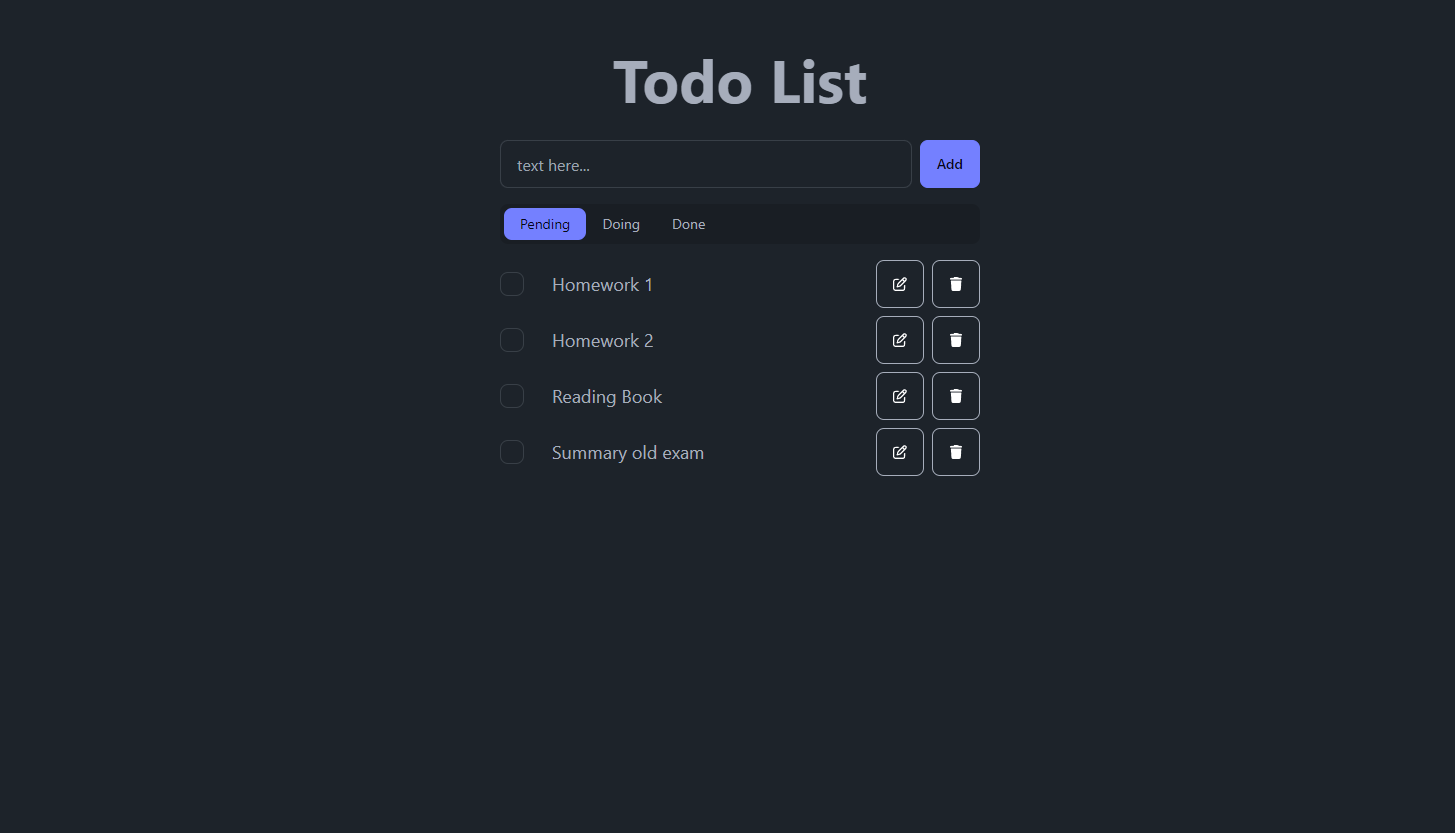 Todo List
text here...
Add
Pending Doing Done
Homework 1
Homework 2
Reading Book
Summary old exam